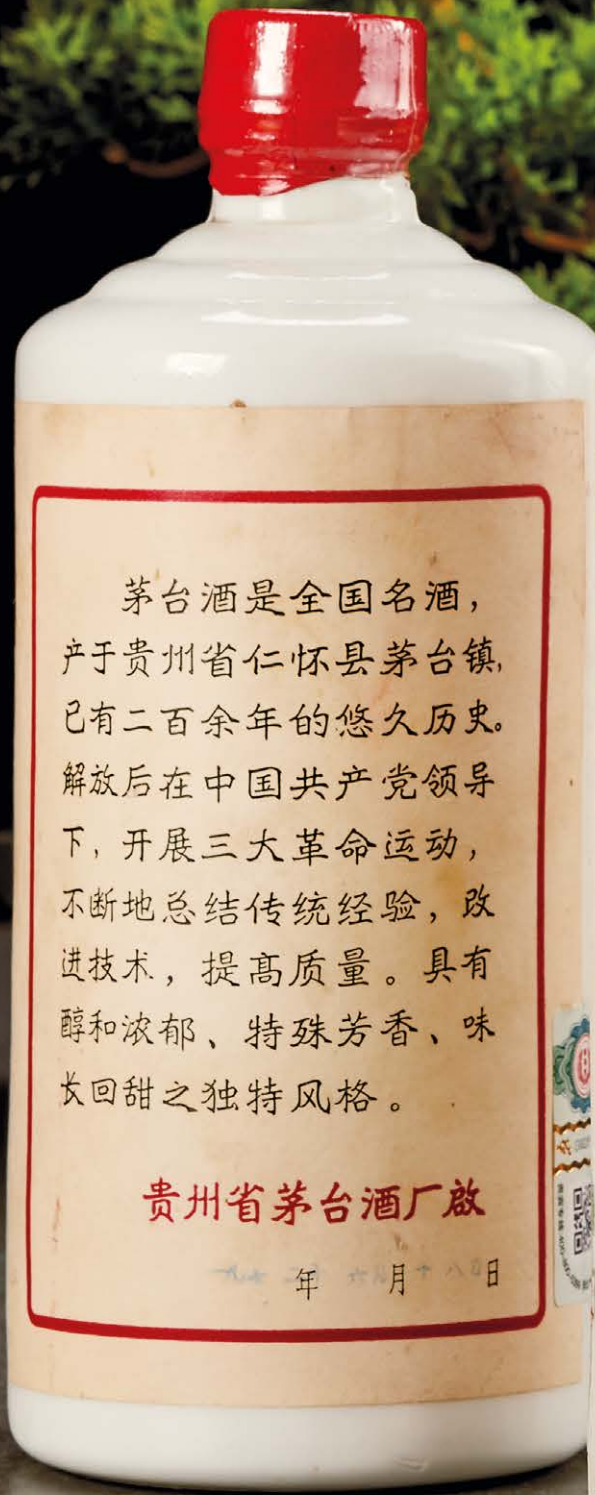 茅台酒是全国名酒，
产于贵州省仁怀县茅台镇，
已有二百余年的悠久历史。
解放后在中国共产党领导
下，开展三大革命运动，
不断地总结传统经验，改
进技术，提高质量。具有
醇和浓郁、特殊芳香、味
长回甜之独特风格。
贵州省茅台酒厂啟
年 月 日